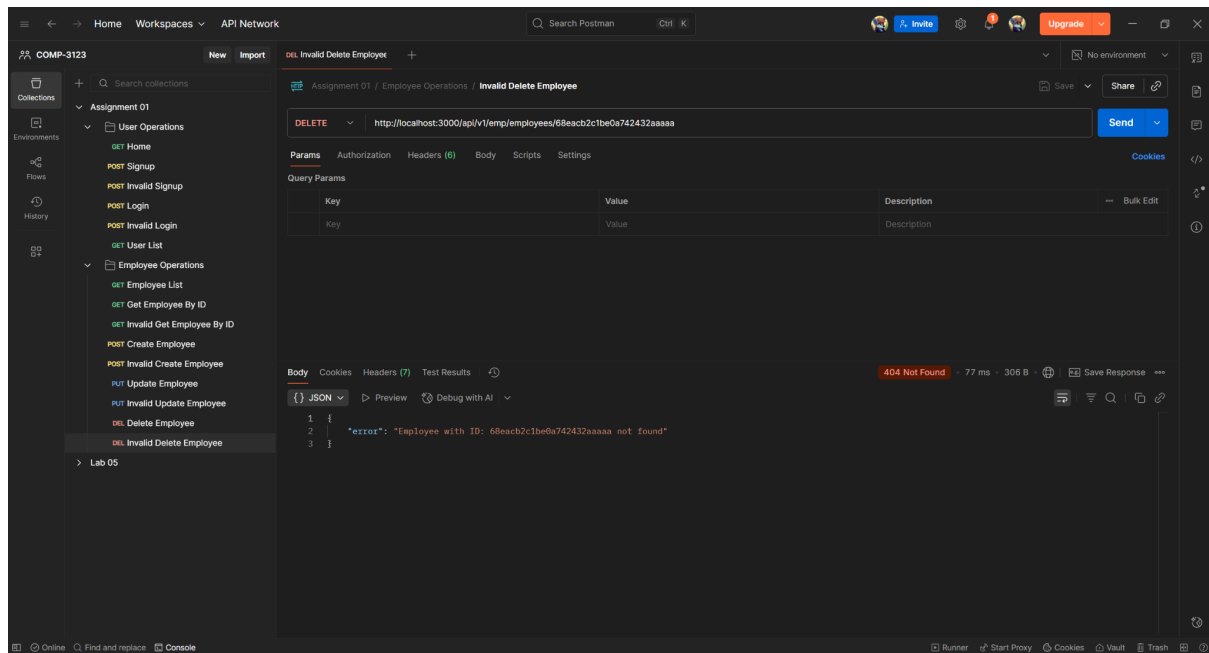 Home Workspaces API Network Search Postman Ctrl K Invite 1 Upgrade
COMP-3123 New Import
DEL Invalid Delete Employee
No environment
Collections
Environments
Flows
History
Search collections
Assignment 01
User Operations
GET Home
POST Signup
POST Invalid Signup
POST Login
POST Invalid Login
GET User List
Employee Operations
GET Employee List
GET Get Employee By ID
GET Invalid Get Employee By ID
POST Create Employee
POST Invalid Create Employee
PUT Update Employee
PUT Invalid Update Employee
DEL Delete Employee
DEL Invalid Delete Employee
Lab 05
Assignment 01 / Employee Operations / Invalid Delete Employee
Save Share
DELETE http://localhost:3000/api/v1/emp/employees/68eacb2c1be0a742432aaaaa Send
Params Authorization Headers (6) Body Scripts Settings Cookies
Query Params
Key Value Description Bulk Edit
Key Value Description
Body Cookies Headers (7) Test Results 404 Not Found 77 ms 306 B Save Response
{} JSON Preview Debug with AI
1 {
2 "error": "Employee with ID: 68eacb2c1be0a742432aaaaa not found"
3 }
Online Find and replace Console Runner Start Proxy Cookies Vault Trash